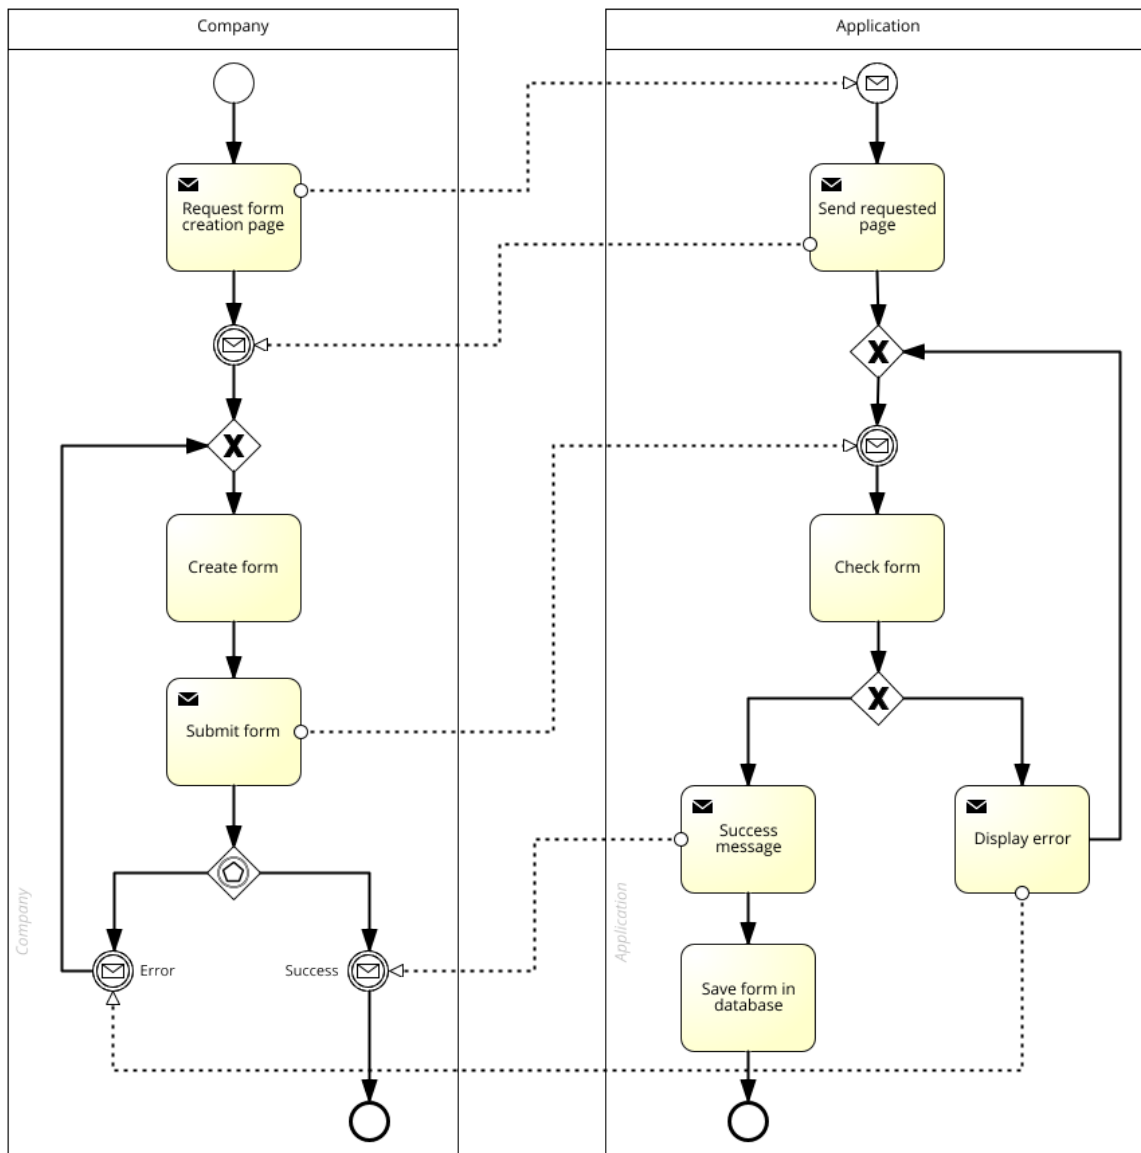 Company
Application
Request form
creation page
Send requested
page
Create form
Check form
Submit form
Success
message
Display error
Company
Application
Error
Success
Save form in
database